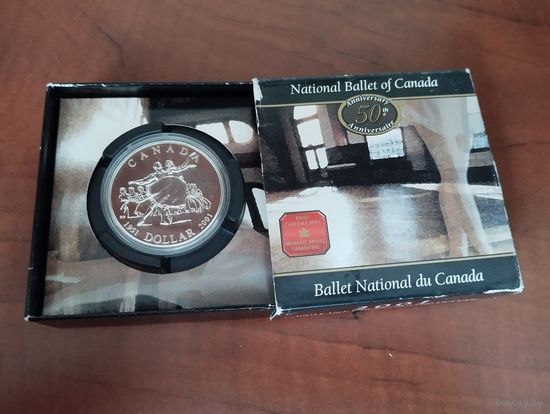 CANADA
1951 DOLLAR 2001
National Ballet of Canada
Anniversary
50th
Anniversaire
ROYAL
CANADIAN MINT
MONNAIE ROYALE
CANADIENNE
Ballet National du Canada